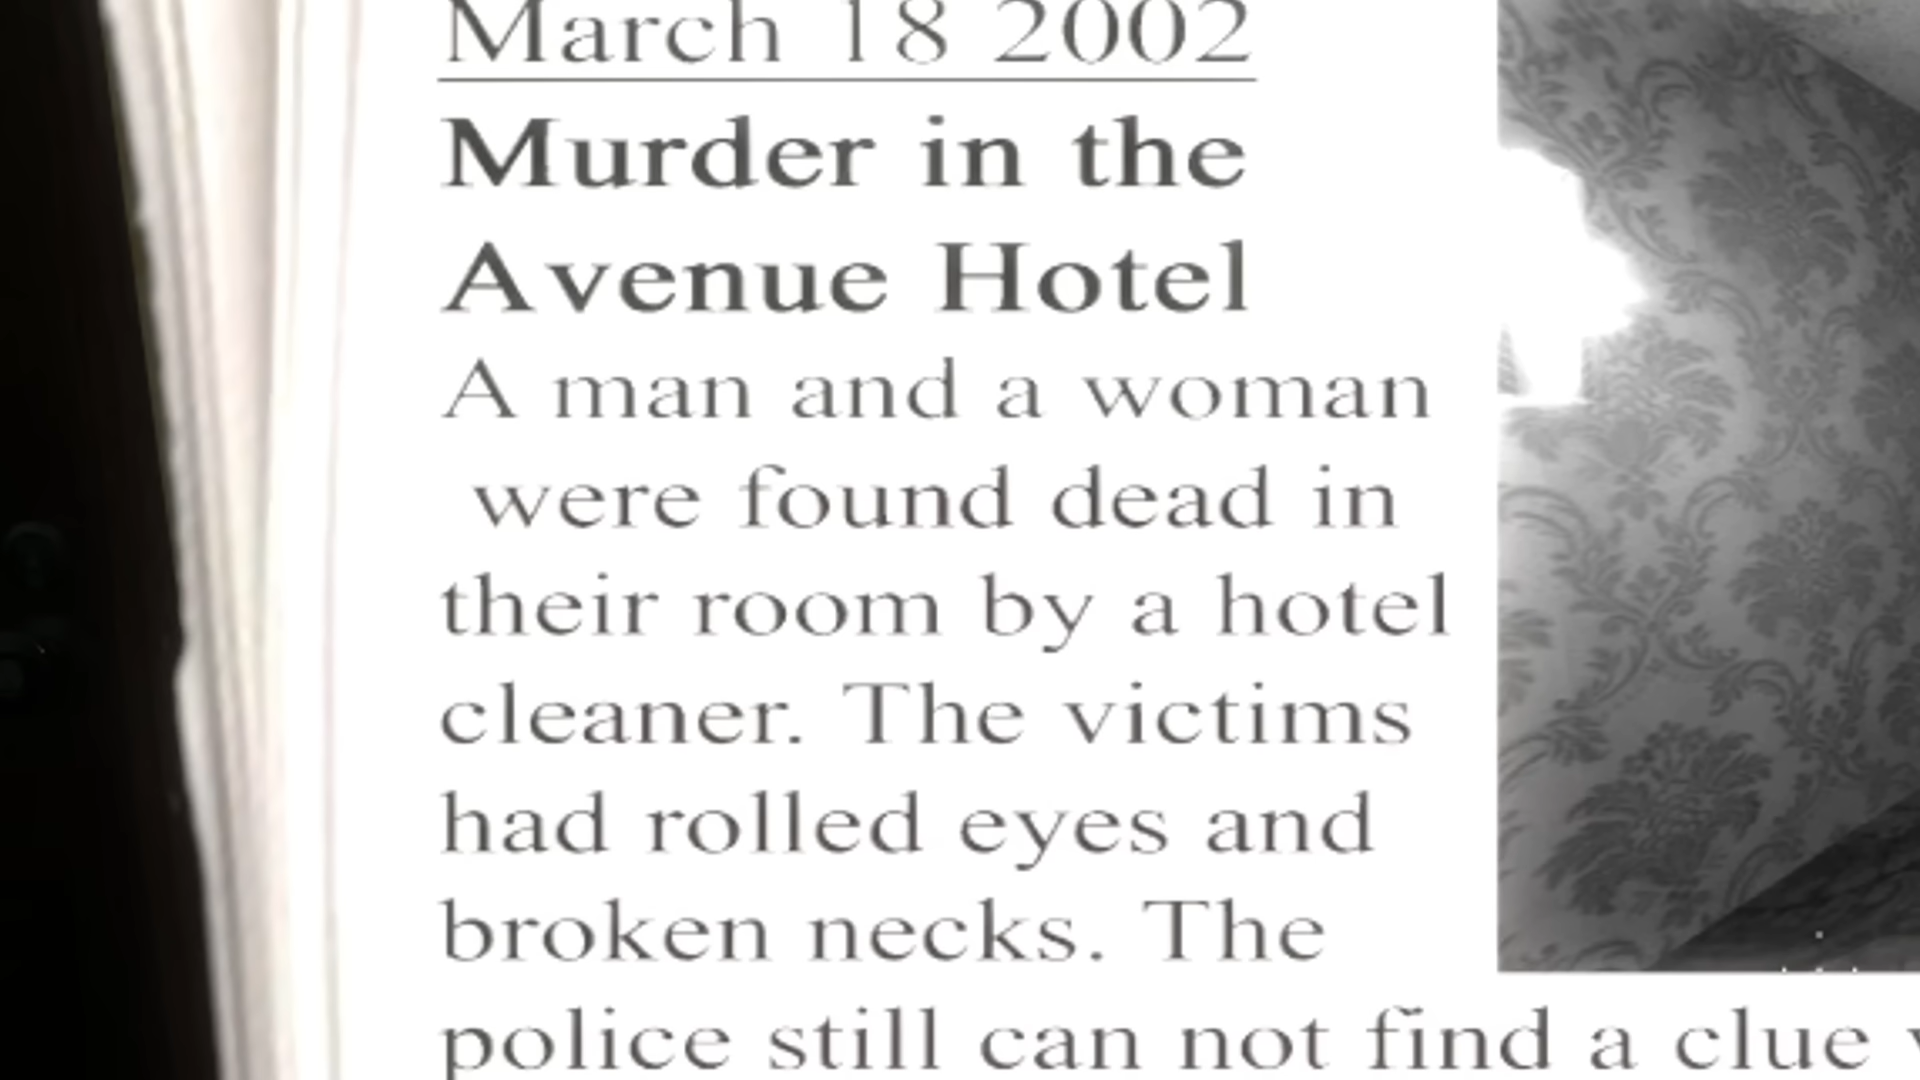 March 18 2002
Murder in the
Avenue Hotel
A man and a woman
were found dead in
their room by a hotel
cleaner. The victims
had rolled eyes and
broken necks. The
police still can not find a clue